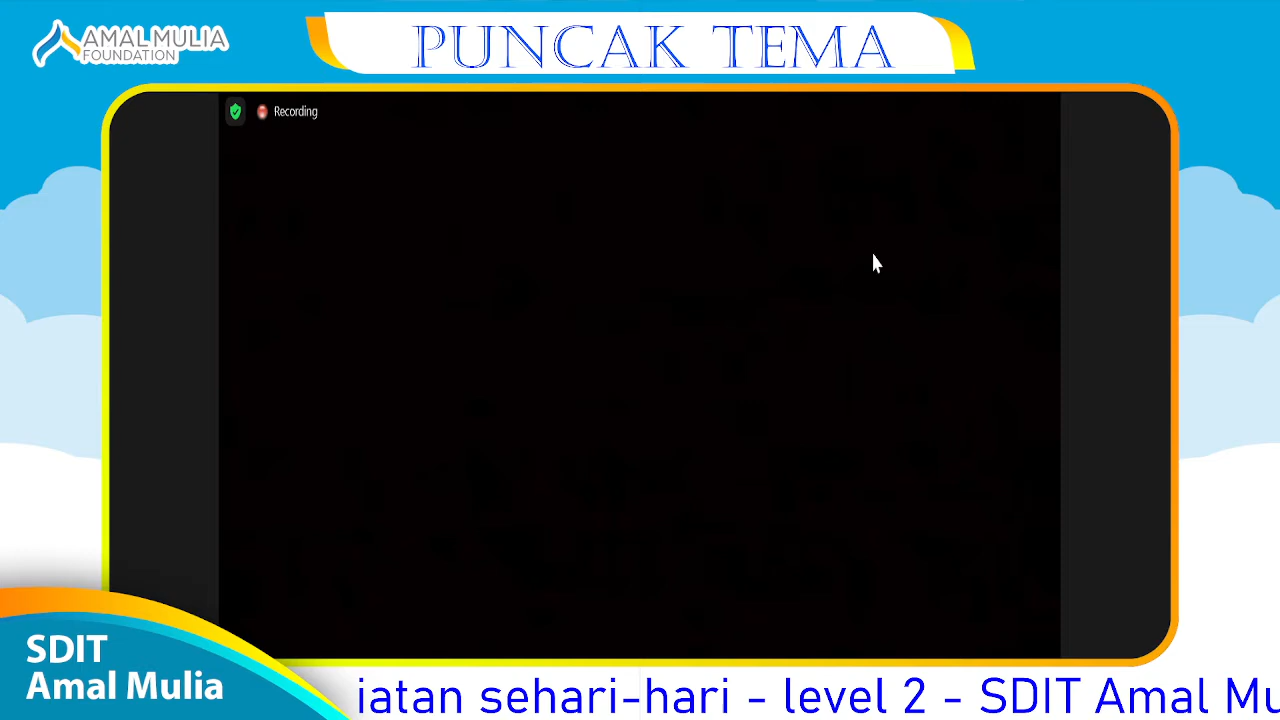 AMAL MULIA
FOUNDATION
PUNCAK TEMA
Recording
SDIT
Amal Mulia
iatan sehari-hari - level 2 - SDIT Amal Mu